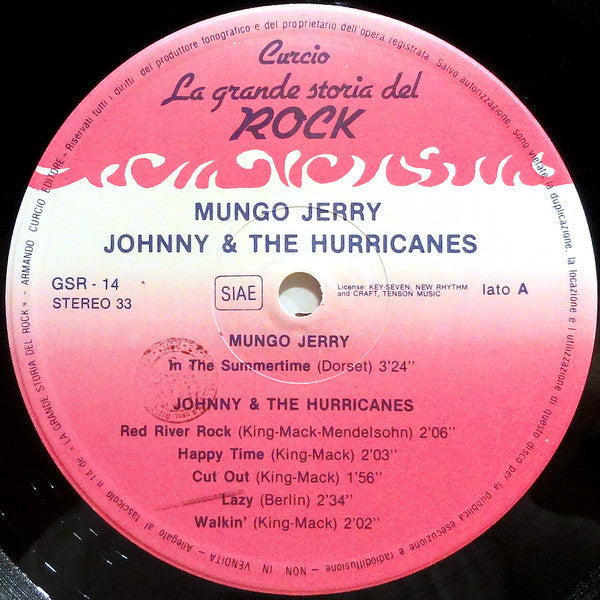 Riservati tutti i diritti del produttore fonografico e del proprietario dell'opera registrata. Salvo autorizzazione, sono vietate la duplicazione, la locazione e l'utilizzazione di questo disco per la pubblica esecuzione e radiodiffusione - NON IN VENDITA - Allegato al fascicolo n. 14 de «LA GRANDE STORIA DEL ROCK» - ARMANDO CURCIO EDITORE -
Curcio
La grande storia del
ROCK
MUNGO JERRY
JOHNNY & THE HURRICANES
GSR - 14
STEREO 33
SIAE
License: KEY-SEVEN, NEW RHYTHM
and CRAFT, TENSON MUSIC
lato A
MUNGO JERRY
In The Summertime (Dorset) 3'24''
JOHNNY & THE HURRICANES
Red River Rock (King-Mack-Mendelsohn) 2'06''
Happy Time (King-Mack) 2'03''
Cut Out (King-Mack) 1'56''
Lazy (Berlin) 2'34''
Walkin' (King-Mack) 2'02''